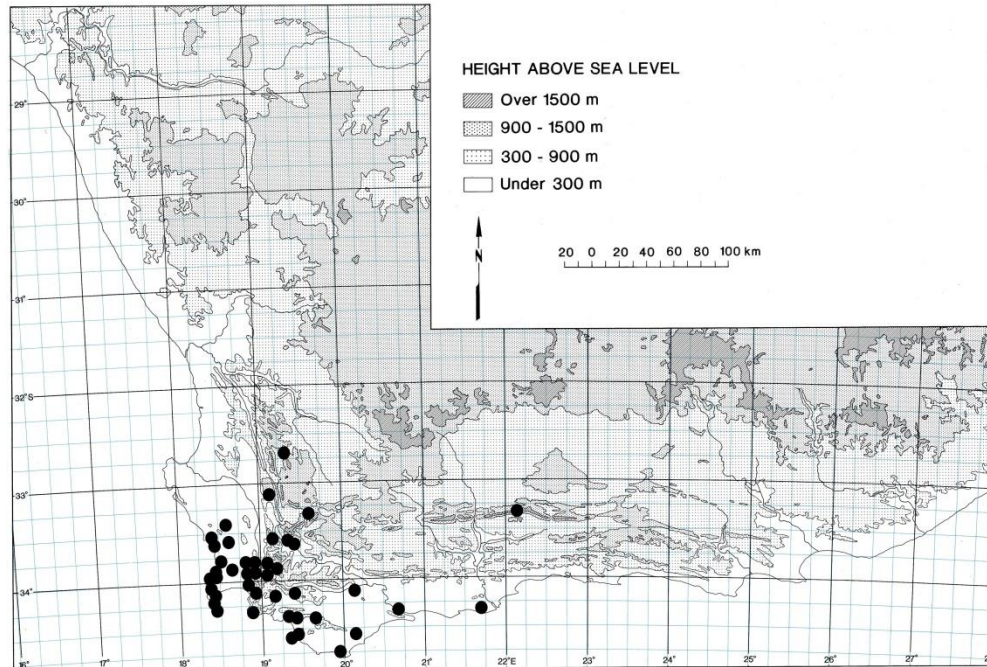 HEIGHT ABOVE SEA LEVEL
Over 1500 m
900 - 1500 m
300 - 900 m
Under 300 m
N
20 0 20 40 60 80 100 km
29°
30°
31°
32°S
33°
34°
16° 17° 18° 19° 20° 21° 22°E 23° 24° 25° 26° 27°